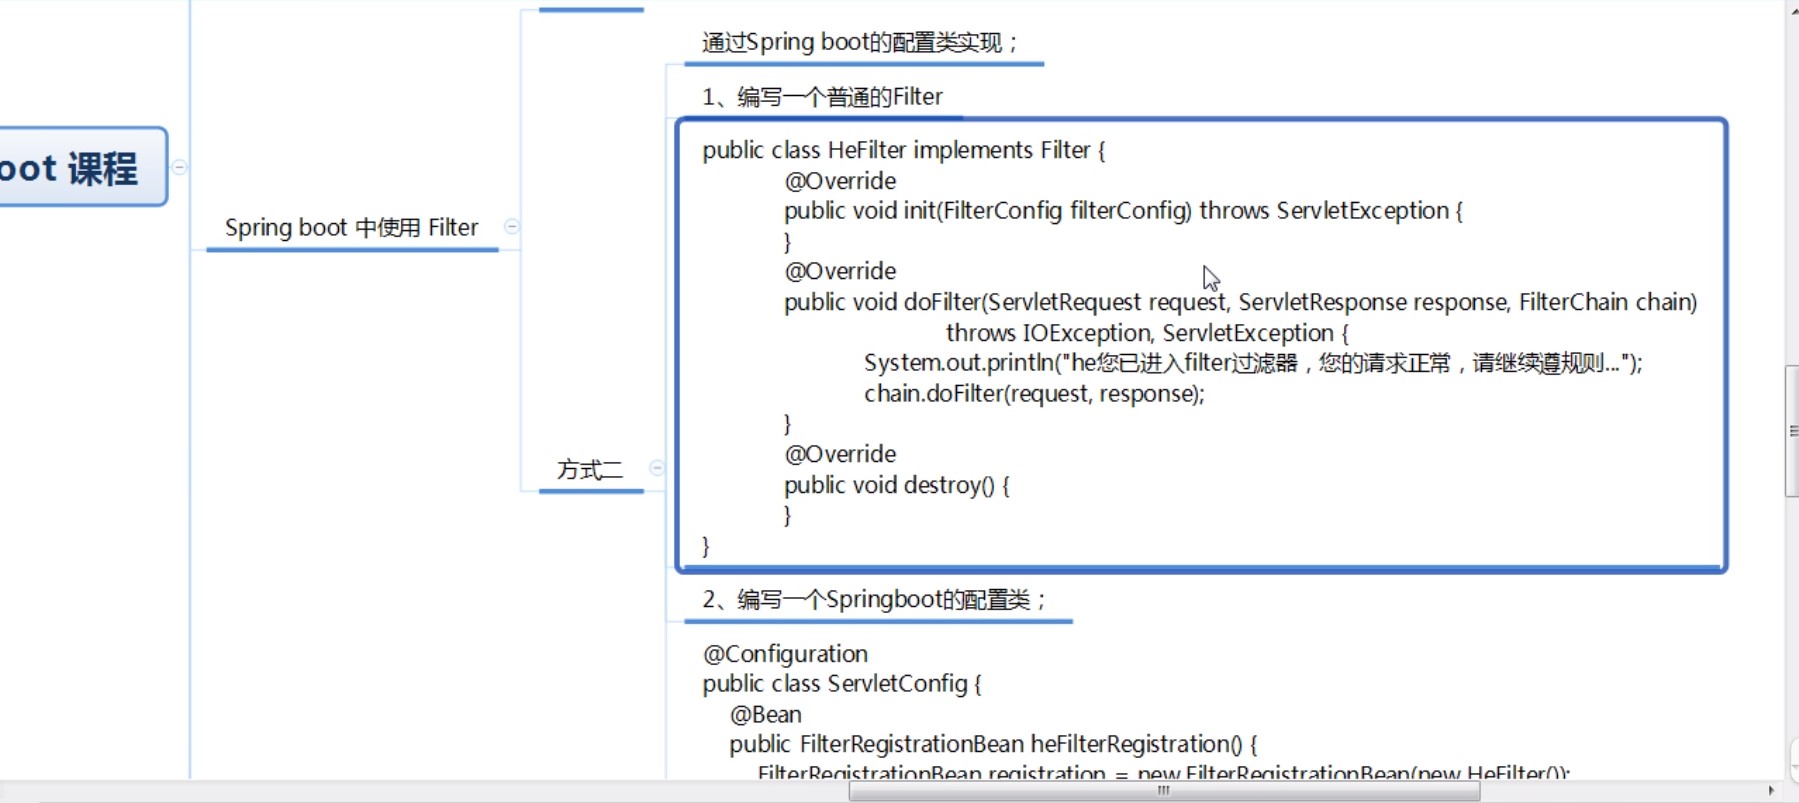 通过Spring boot的配置类实现；
1、编写一个普通的Filter
oot 课程
Spring boot 中使用 Filter
方式二
public class HeFilter implements Filter {
@Override
public void init(FilterConfig filterConfig) throws ServletException {
}
@Override
public void doFilter(ServletRequest request, ServletResponse response, FilterChain chain)
throws IOException, ServletException {
System.out.println("he您已进入filter过滤器，您的请求正常，请继续遵规则...");
chain.doFilter(request, response);
}
@Override
public void destroy() {
}
}
2、编写一个Springboot的配置类；
@Configuration
public class ServletConfig {
@Bean
public FilterRegistrationBean heFilterRegistration() {
FilterRegistrationBean registration = new FilterRegistrationBean(new HeFilter());